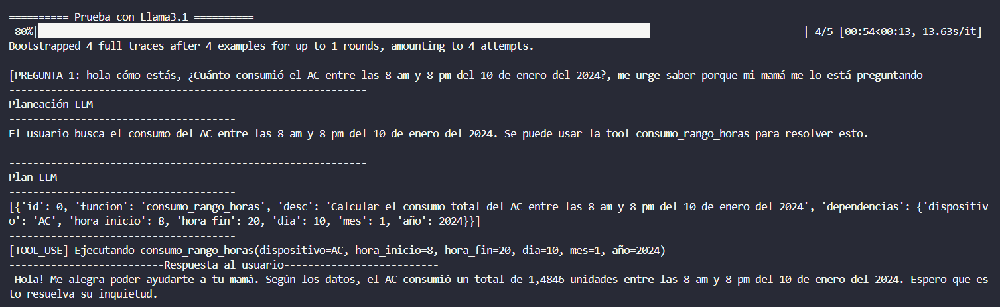 ========== Prueba con Llama3.1 ==========
80%| | 4/5 [00:54<00:13, 13.63s/it]
Bootstrapped 4 full traces after 4 examples for up to 1 rounds, amounting to 4 attempts.
[PREGUNTA 1: hola cómo estás, ¿Cuánto consumió el AC entre las 8 am y 8 pm del 10 de enero del 2024?, me urge saber porque mi mamá me lo está preguntando
------------------------------------------------------------
Planeación LLM
--------------------------------------
El usuario busca el consumo del AC entre las 8 am y 8 pm del 10 de enero del 2024. Se puede usar la tool consumo_rango_horas para resolver esto.
--------------------------------------
------------------------------------------------------------
Plan LLM
--------------------------------------
[{'id': 0, 'funcion': 'consumo_rango_horas', 'desc': 'Calcular el consumo total del AC entre las 8 am y 8 pm del 10 de enero del 2024', 'dependencias': {'dispositiv
o': 'AC', 'hora_inicio': 8, 'hora_fin': 20, 'dia': 10, 'mes': 1, 'año': 2024}}]
--------------------------------------
[TOOL_USE] Ejecutando consumo_rango_horas(dispositivo=AC, hora_inicio=8, hora_fin=20, dia=10, mes=1, año=2024)
--------------------------Respuesta al usuario--------------------------
Hola! Me alegra poder ayudarte a tu mamá. Según los datos, el AC consumió un total de 1,4846 unidades entre las 8 am y 8 pm del 10 de enero del 2024. Espero que es
to resuelva su inquietud.